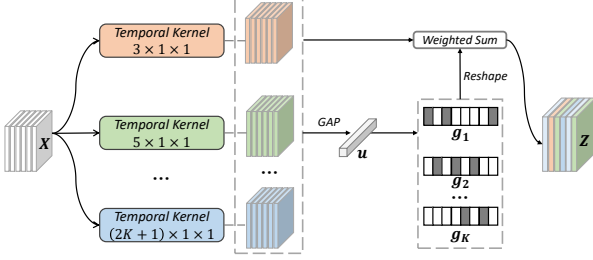 Temporal Kernel
3 × 1 × 1
Weighted Sum
Reshape
X
Temporal Kernel
5 × 1 × 1
GAP
u
g₁
Z
...
...
g₂
...
Temporal Kernel
(2K + 1) × 1 × 1
g_K